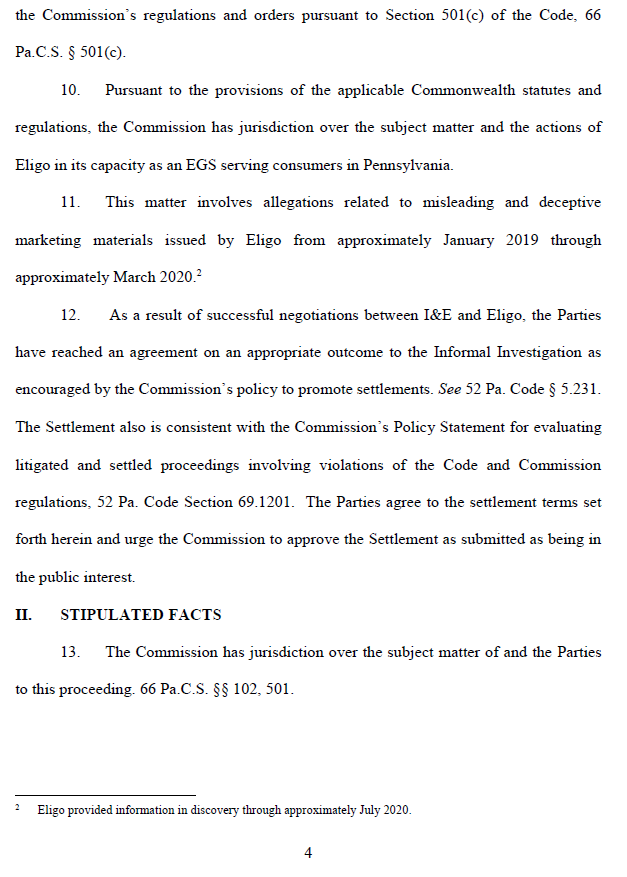 the Commission's regulations and orders pursuant to Section 501(c) of the Code, 66
Pa.C.S. § 501(c).
10. Pursuant to the provisions of the applicable Commonwealth statutes and
regulations, the Commission has jurisdiction over the subject matter and the actions of
Eligo in its capacity as an EGS serving consumers in Pennsylvania.
11. This matter involves allegations related to misleading and deceptive
marketing materials issued by Eligo from approximately January 2019 through
approximately March 2020.2
12. As a result of successful negotiations between I&E and Eligo, the Parties
have reached an agreement on an appropriate outcome to the Informal Investigation as
encouraged by the Commission's policy to promote settlements. See 52 Pa. Code § 5.231.
The Settlement also is consistent with the Commission's Policy Statement for evaluating
litigated and settled proceedings involving violations of the Code and Commission
regulations, 52 Pa. Code Section 69.1201. The Parties agree to the settlement terms set
forth herein and urge the Commission to approve the Settlement as submitted as being in
the public interest.
II. STIPULATED FACTS
13. The Commission has jurisdiction over the subject matter of and the Parties
to this proceeding. 66 Pa.C.S. §§ 102, 501.
2 Eligo provided information in discovery through approximately July 2020.
4